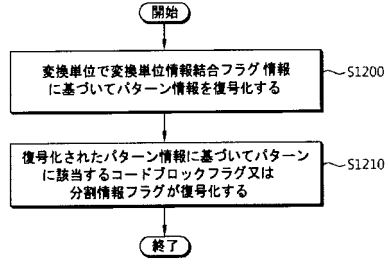 開始
変換単位で変換単位情報結合フラグ情報
に基づいてパターン情報を復号化する
S1200
復号化されたパターン情報に基づいてパターン
に該当するコードブロックフラグ又は
分割情報フラグが復号化する
S1210
終了